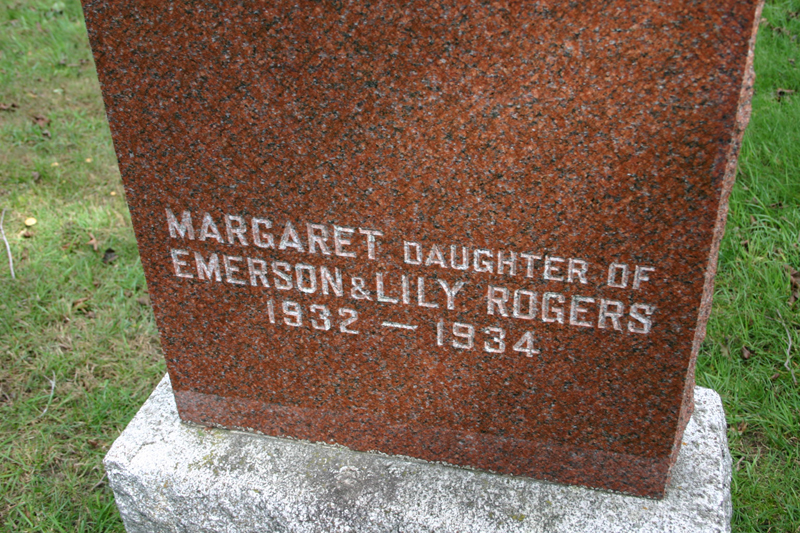 MARGARET DAUGHTER OF
EMERSON & LILY ROGERS
1932 — 1934